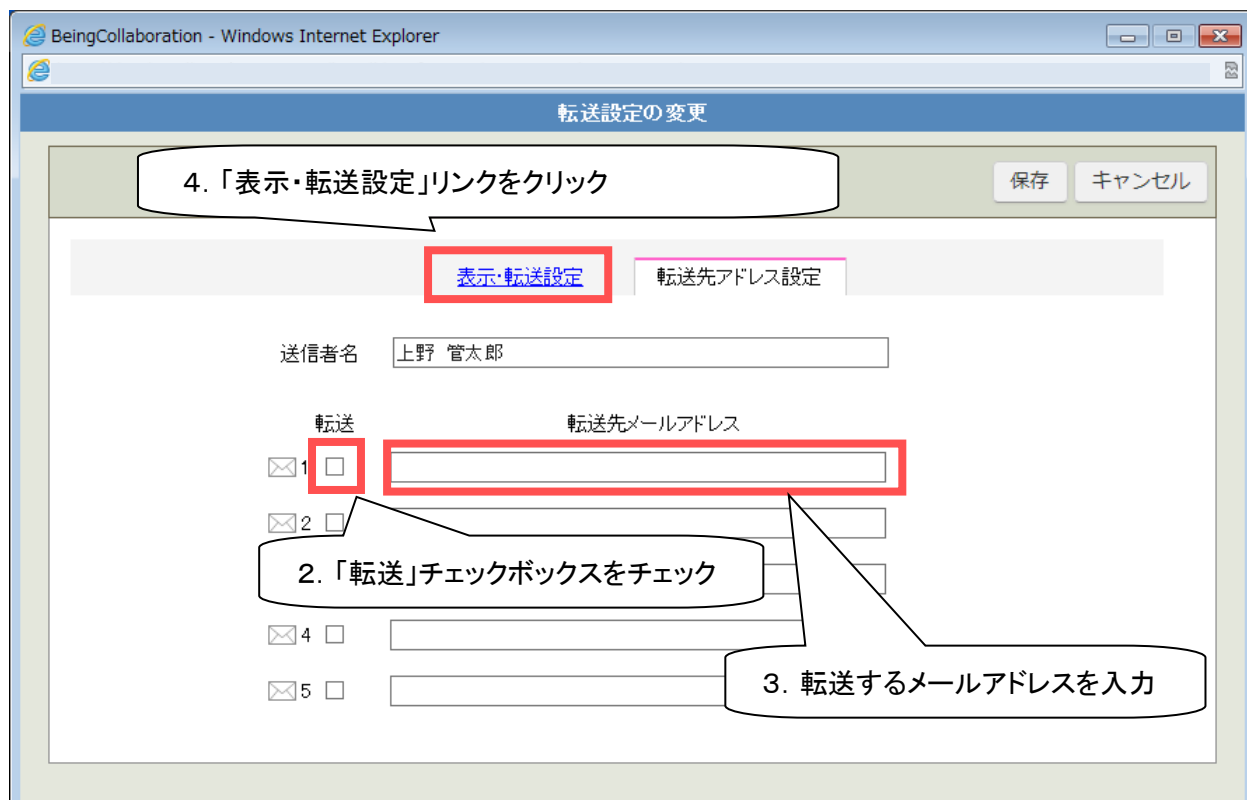 BeingCollaboration - Windows Internet Explorer
転送設定の変更
4．「表示・転送設定」リンクをクリック
保存 キャンセル
表示・転送設定 転送先アドレス設定
送信者名 上野 管太郎
転送 転送先メールアドレス
1
2
2．「転送」チェックボックスをチェック
4
3．転送するメールアドレスを入力
5